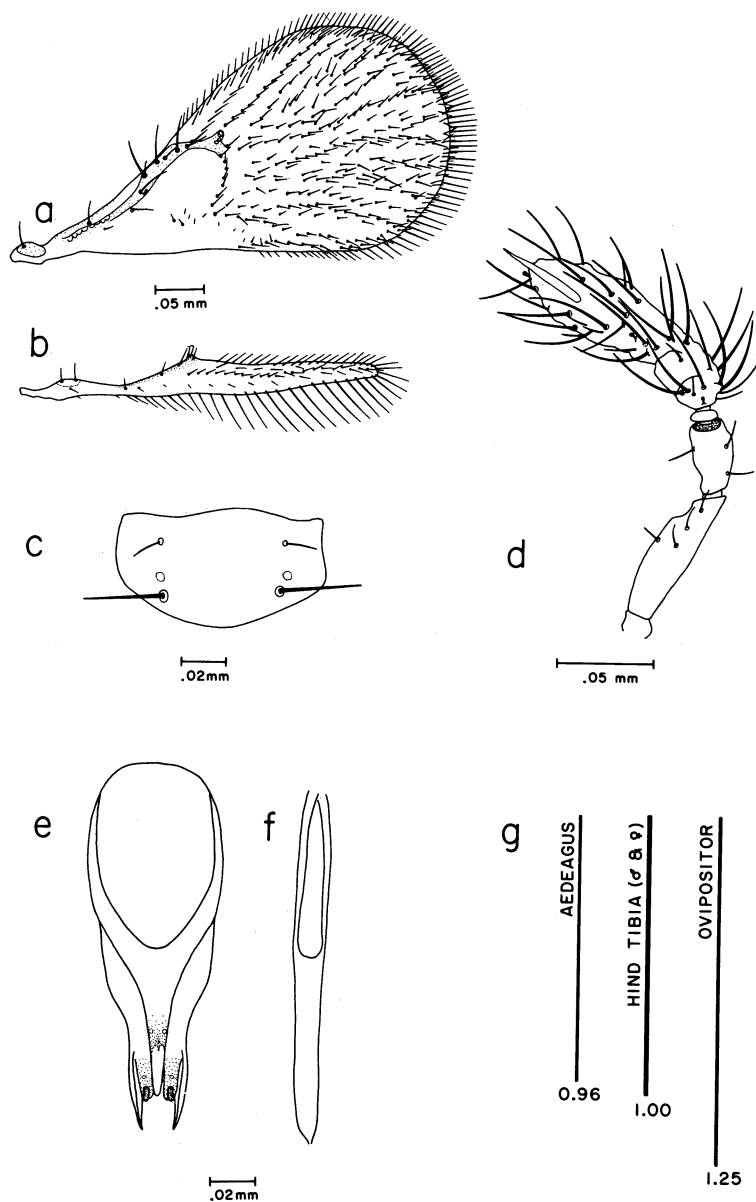 a
.05 mm
b
c
.02mm
d
.05 mm
e
f
.02mm
g
AEDEAGUS
HIND TIBIA (♂ & ♀)
OVIPOSITOR
0.96
1.00
1.25